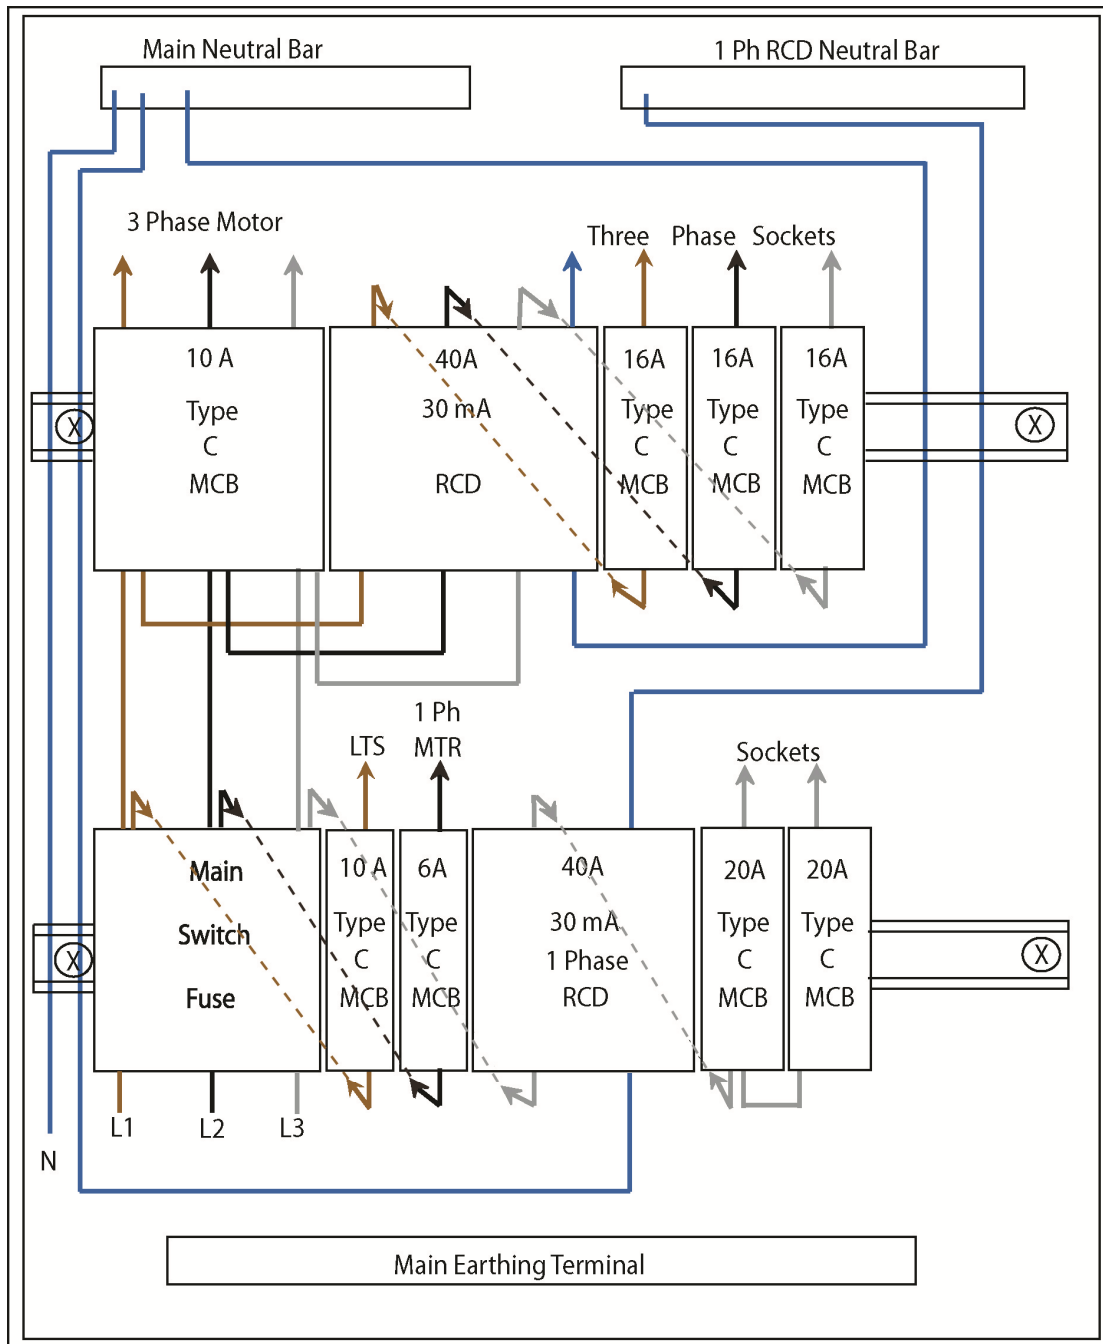 Main Neutral Bar
1 Ph RCD Neutral Bar
3 Phase Motor
Three Phase Sockets
10 A
Type
C
MCB
40A
30 mA
RCD
16A
Type
C
MCB
16A
Type
C
MCB
16A
Type
C
MCB
X
X
LTS
1 Ph
MTR
Sockets
Main
Switch
Fuse
10 A
Type
C
MCB
6A
Type
C
MCB
40A
30 mA
1 Phase
RCD
20A
Type
C
MCB
20A
Type
C
MCB
X
X
L1
L2
L3
N
Main Earthing Terminal